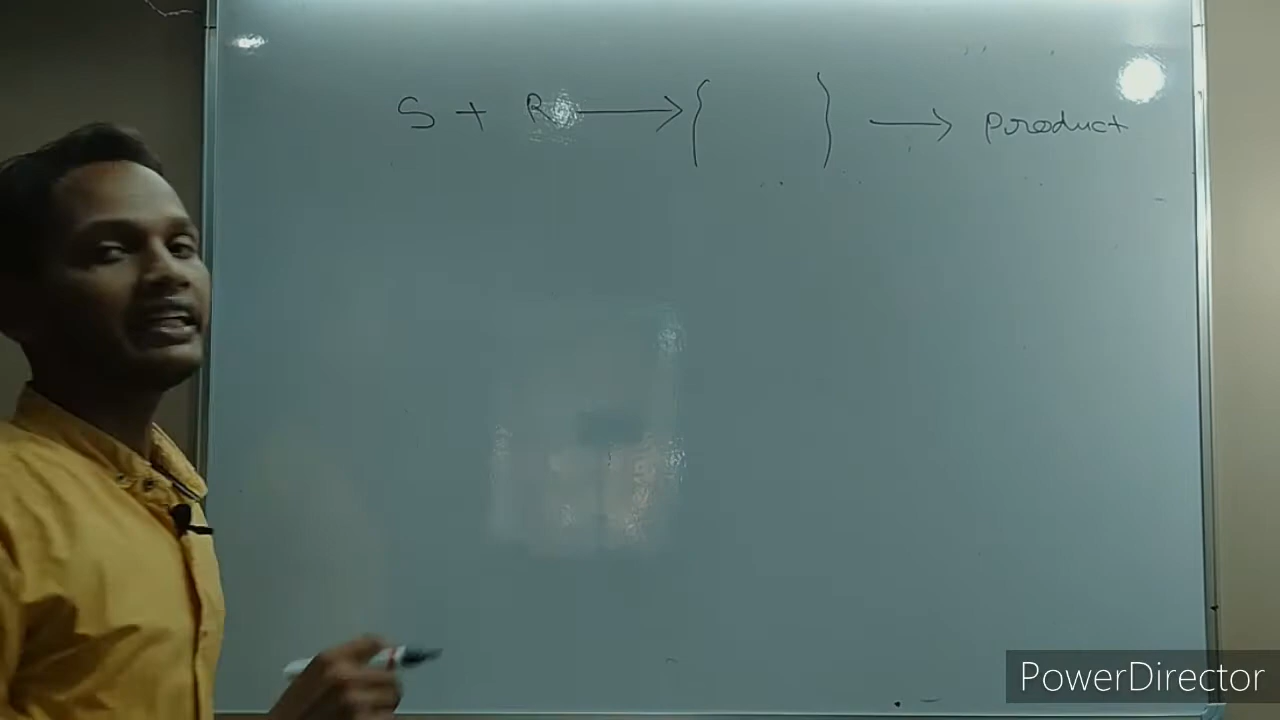 S + R ⟶ { } ⟶ Product
PowerDirector